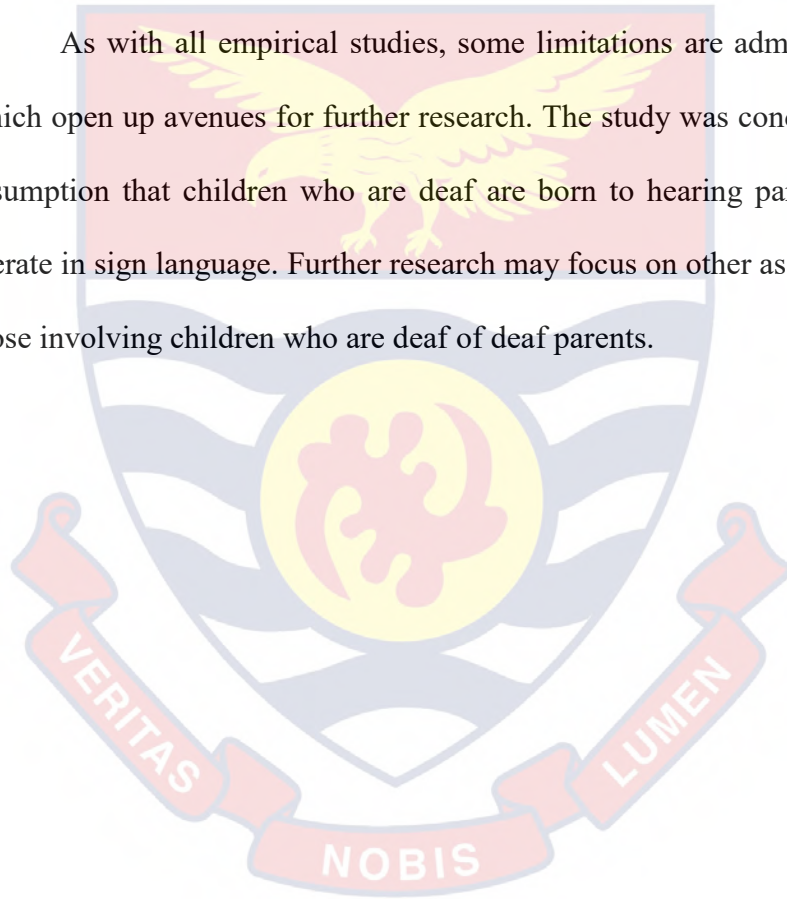 As with all empirical studies, some limitations are adm
hich open up avenues for further research. The study was conc
sumption that children who are deaf are born to hearing par
erate in sign language. Further research may focus on other as
ose involving children who are deaf of deaf parents.
VERITAS
NOBIS
LUMEN